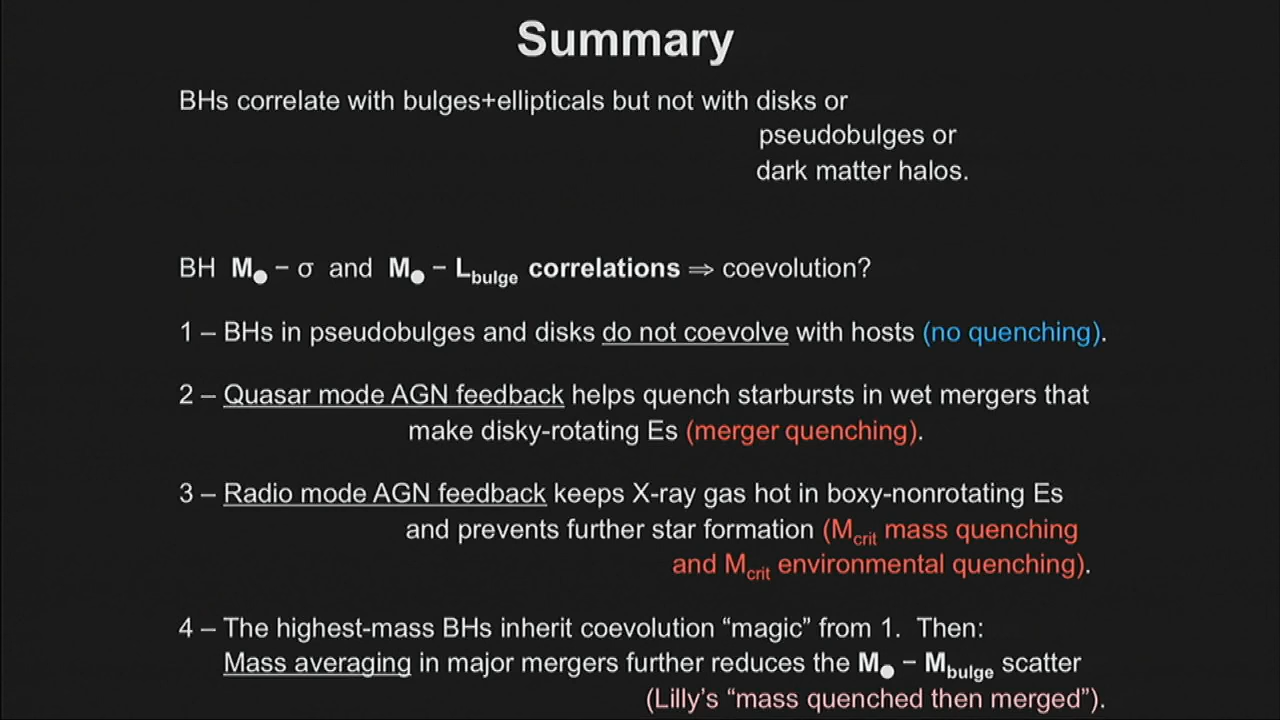 Summary
BHs correlate with bulges+ellipticals but not with disks or
pseudobulges or
dark matter halos.
BH M● − σ and M● − Lbulge correlations ⇒ coevolution?
1 – BHs in pseudobulges and disks do not coevolve with hosts (no quenching).
2 – Quasar mode AGN feedback helps quench starbursts in wet mergers that
make disky-rotating Es (merger quenching).
3 – Radio mode AGN feedback keeps X-ray gas hot in boxy-nonrotating Es
and prevents further star formation (Mcrit mass quenching
and Mcrit environmental quenching).
4 – The highest-mass BHs inherit coevolution “magic” from 1. Then:
Mass averaging in major mergers further reduces the M● − Mbulge scatter
(Lilly’s “mass quenched then merged”).